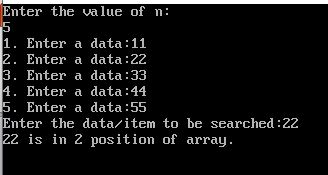 Enter the value of n:
5
1. Enter a data:11
2. Enter a data:22
3. Enter a data:33
4. Enter a data:44
5. Enter a data:55
Enter the data/item to be searched:22
22 is in 2 position of array.